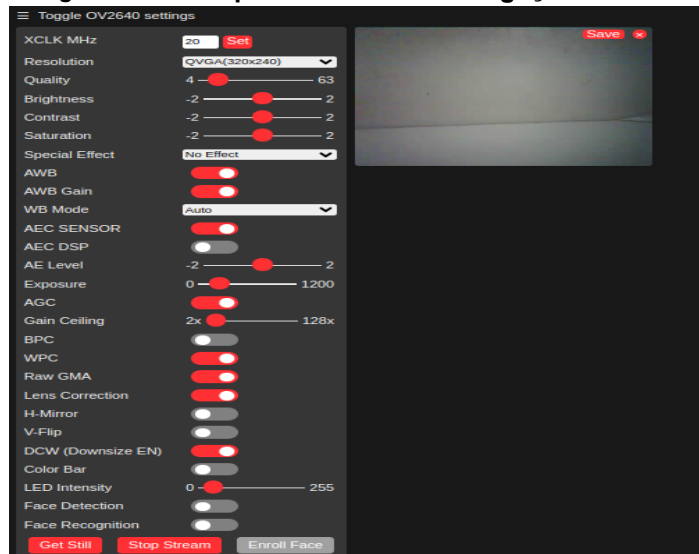 ☰ Toggle OV2640 settings
XCLK MHz 20 Set
Resolution QVGA(320x240)
Quality 4 63
Brightness -2 2
Contrast -2 2
Saturation -2 2
Special Effect No Effect
AWB
AWB Gain
WB Mode Auto
AEC SENSOR
AEC DSP
AE Level -2 2
Exposure 0 1200
AGC
Gain Ceiling 2x 128x
BPC
WPC
Raw GMA
Lens Correction
H-Mirror
V-Flip
DCW (Downsize EN)
Color Bar
LED Intensity 0 255
Face Detection
Face Recognition
Get Still Stop Stream Enroll Face
Save ×